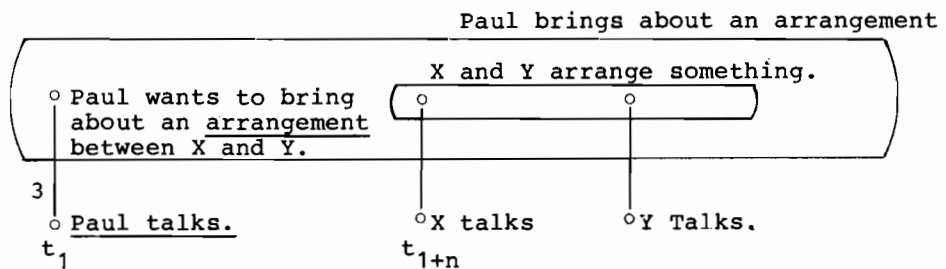 Paul brings about an arrangement
X and Y arrange something.
Paul wants to bring
about an arrangement
between X and Y.
3
Paul talks.
X talks
Y Talks.
t1
t1+n